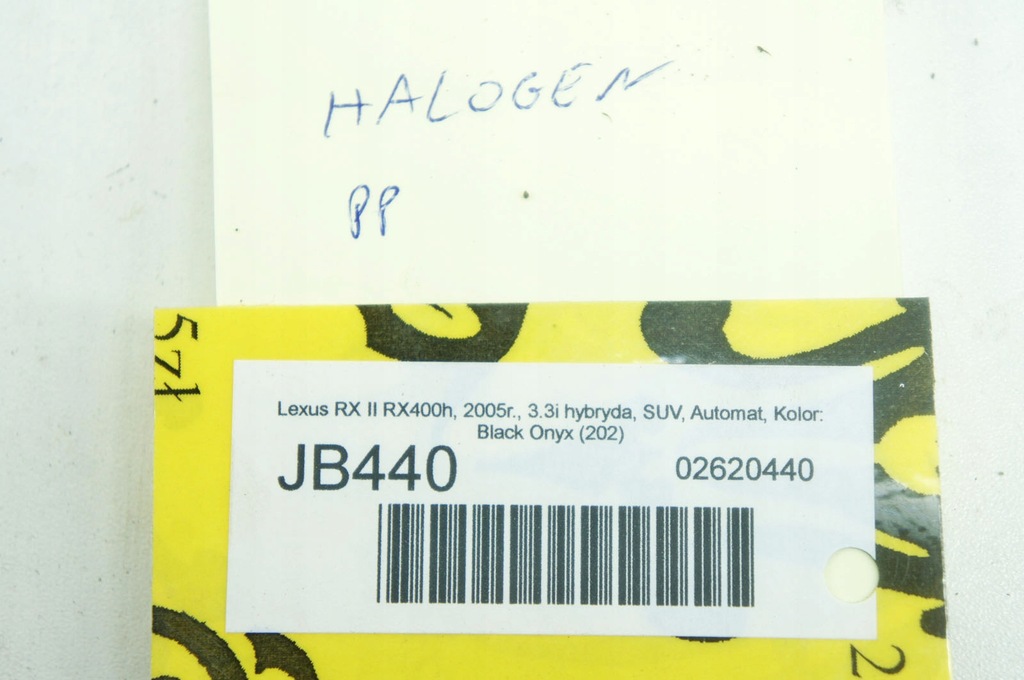 HALOGEN
PP
571
Lexus RX II RX400h, 2005r., 3.3i hybryda, SUV, Automat, Kolor:
Black Onyx (202)
JB440 02620440
2